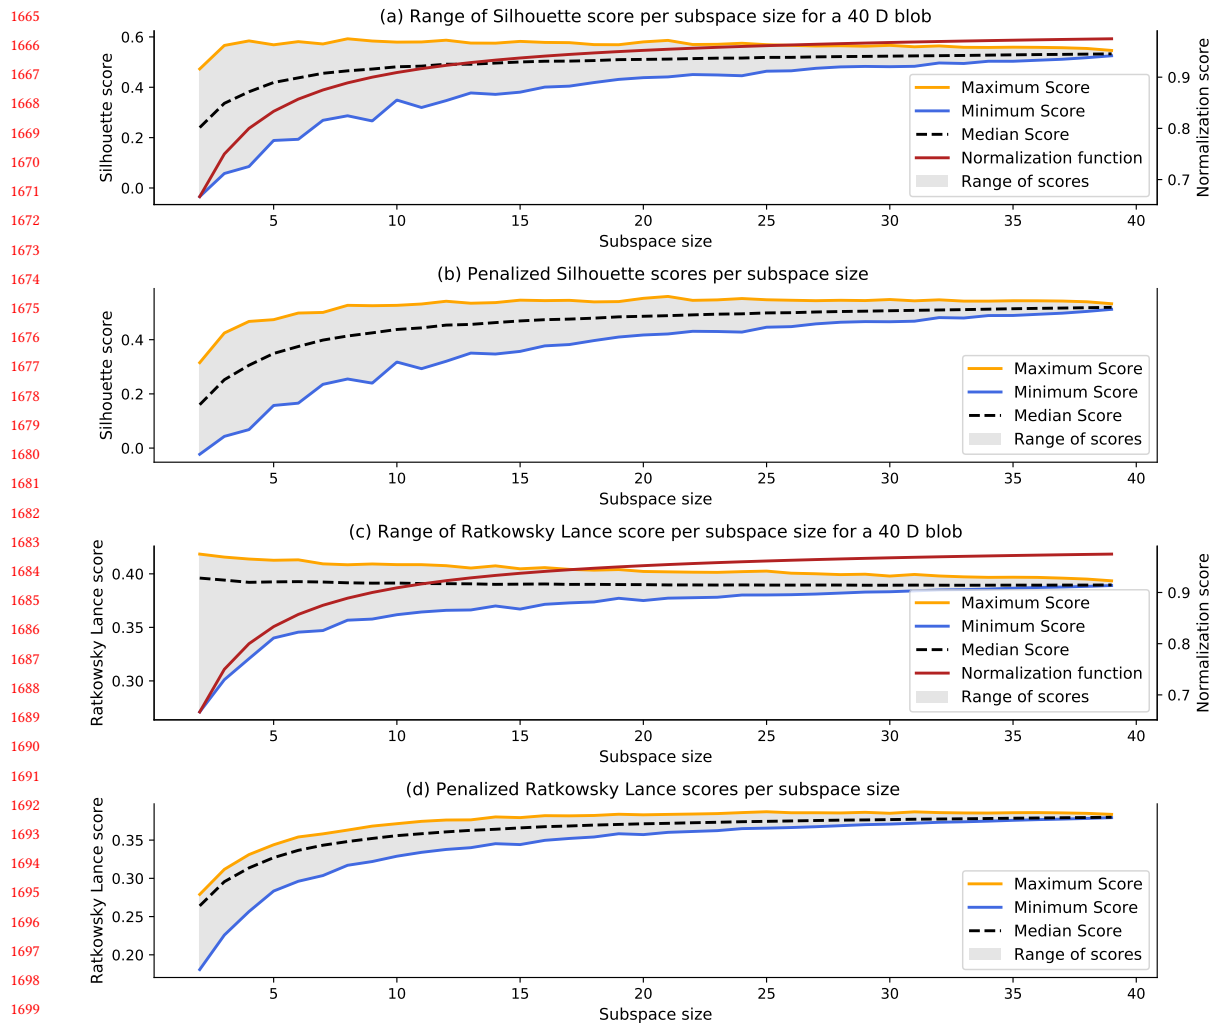 1665
1666
1667
1668
1669
1670
1671
1672
1673
1674
1675
1676
1677
1678
1679
1680
1681
1682
1683
1684
1685
1686
1687
1688
1689
1690
1691
1692
1693
1694
1695
1696
1697
1698
1699
(a) Range of Silhouette score per subspace size for a 40 D blob
Silhouette score
0.6
0.4
0.2
0.0
Maximum Score
Minimum Score
Median Score
Normalization function
Range of scores
0.9
0.8
0.7
Normalization score
5 10 15 20 25 30 35 40
Subspace size
(b) Penalized Silhouette scores per subspace size
Silhouette score
0.4
0.2
0.0
Maximum Score
Minimum Score
Median Score
Range of scores
5 10 15 20 25 30 35 40
Subspace size
(c) Range of Ratkowsky Lance score per subspace size for a 40 D blob
Ratkowsky Lance score
0.40
0.35
0.30
Maximum Score
Minimum Score
Median Score
Normalization function
Range of scores
0.9
0.8
0.7
Normalization score
5 10 15 20 25 30 35 40
Subspace size
(d) Penalized Ratkowsky Lance scores per subspace size
Ratkowsky Lance score
0.35
0.30
0.25
0.20
Maximum Score
Minimum Score
Median Score
Range of scores
5 10 15 20 25 30 35 40
Subspace size